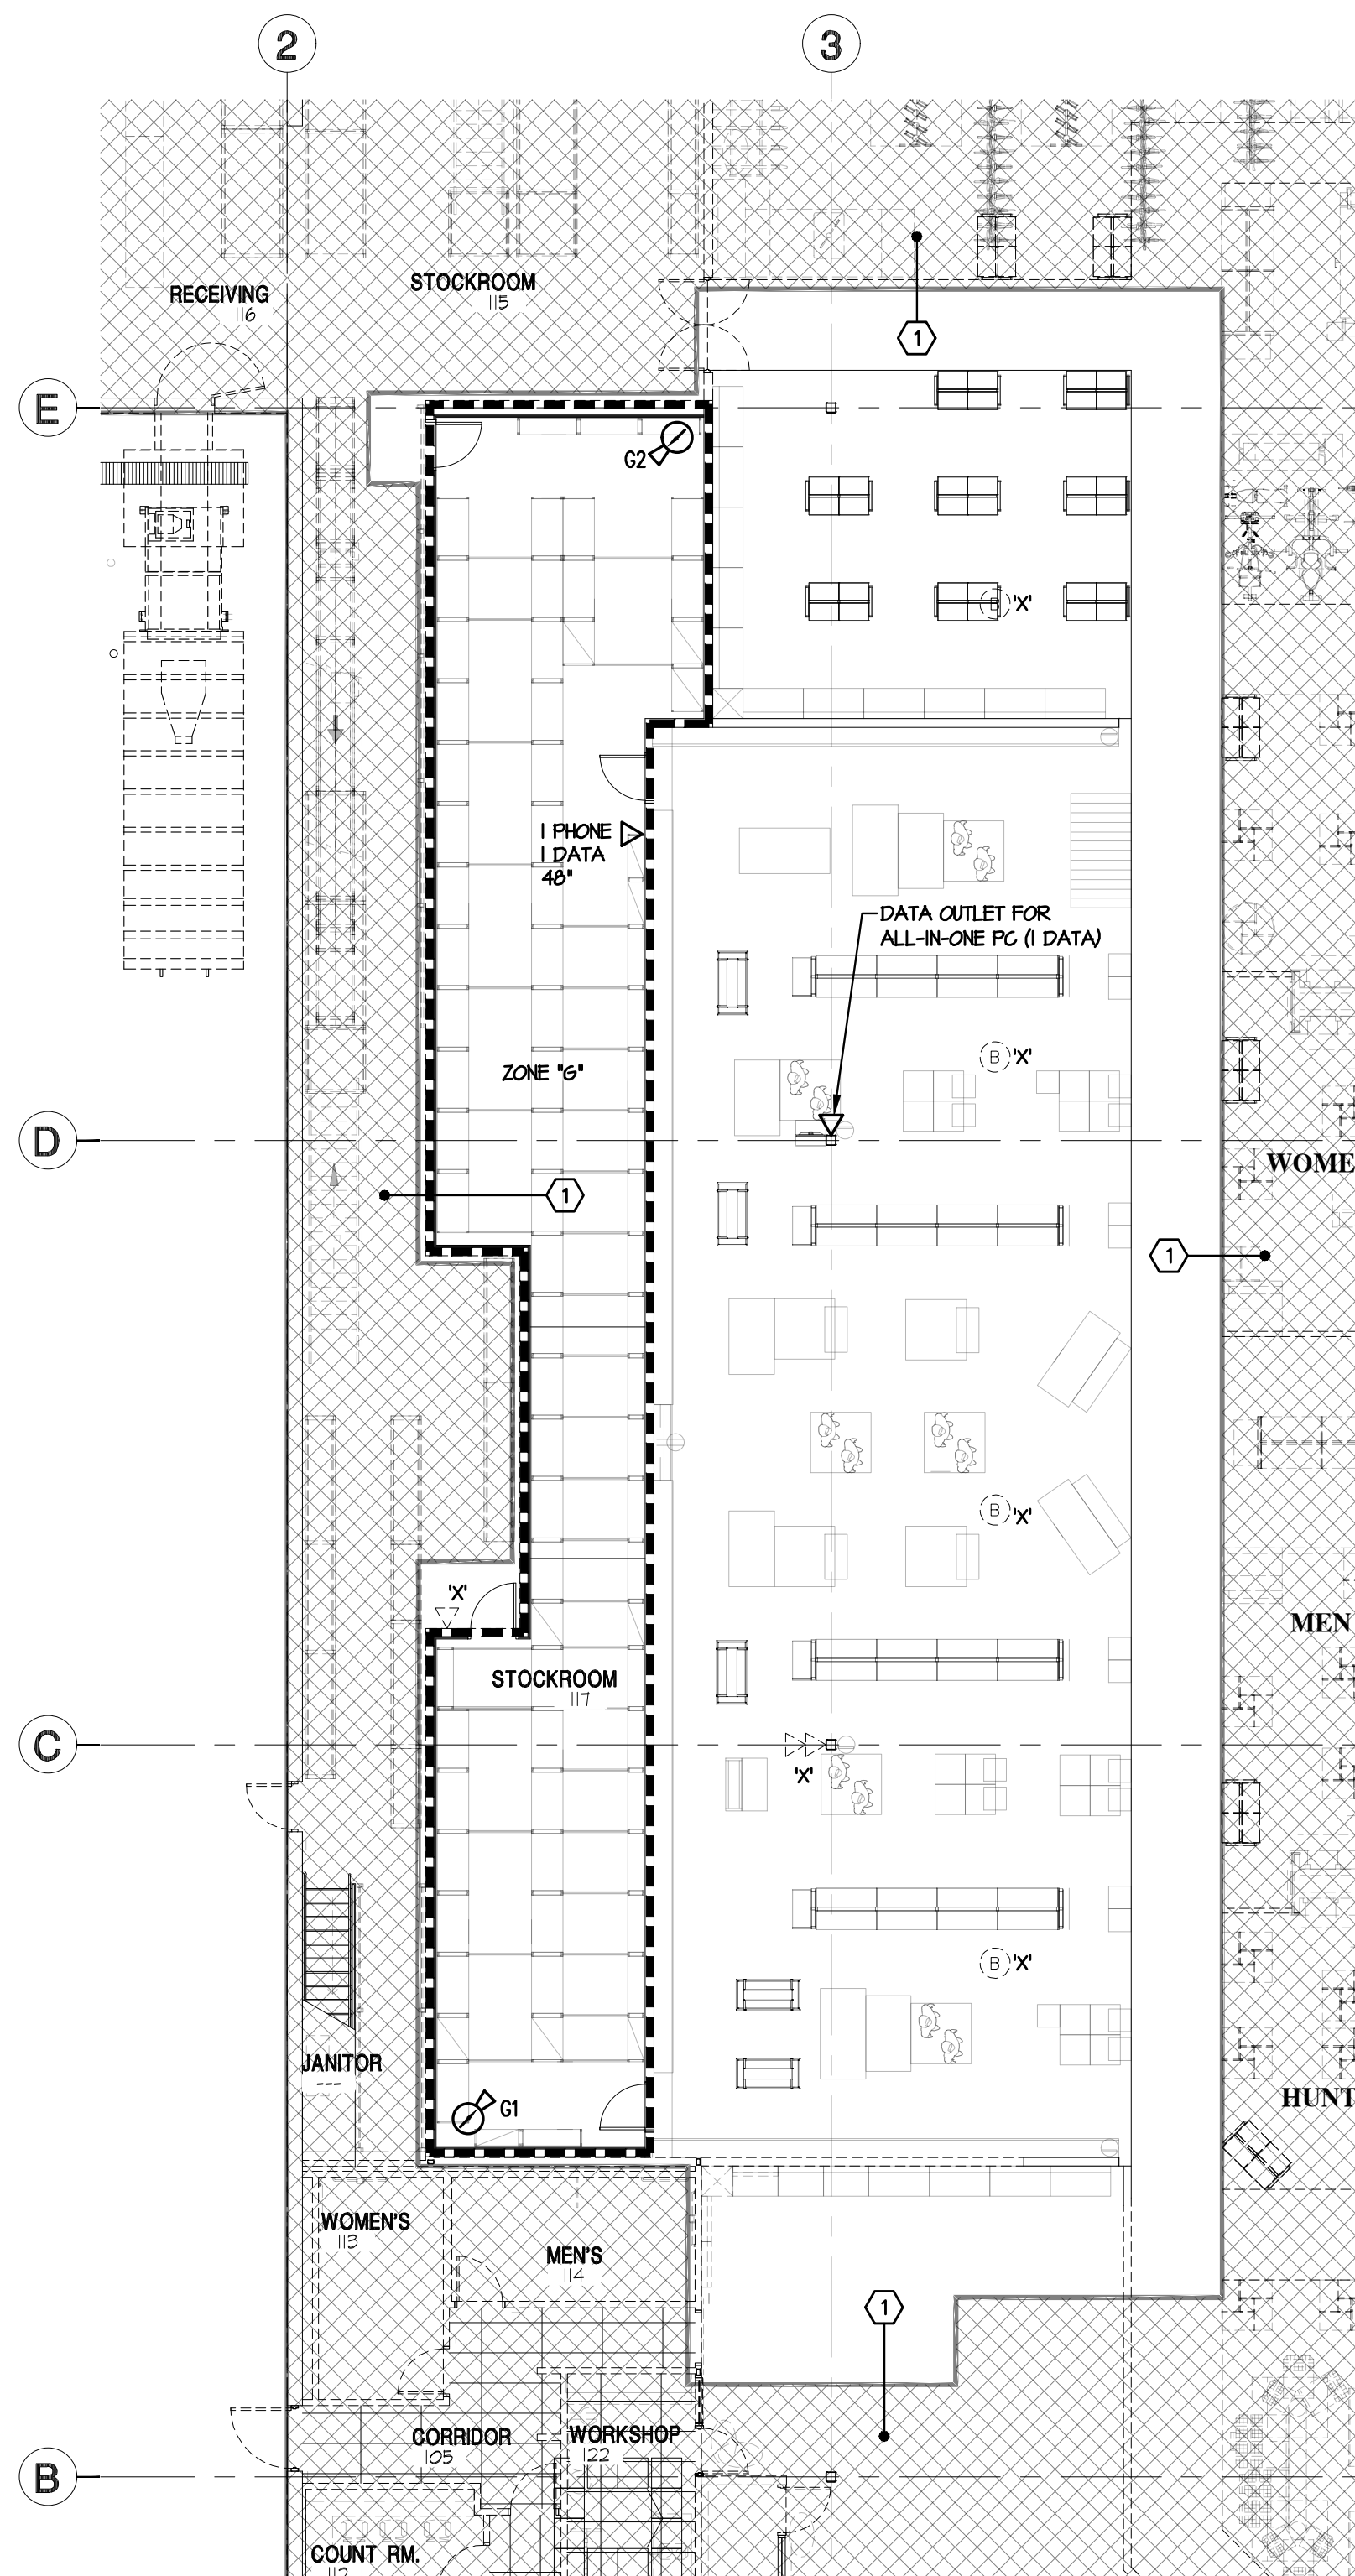 2
3
RECEIVING
116
STOCKROOM
115
1
E
G2
'X'
1 PHONE
1 DATA
48"
DATA OUTLET FOR
ALL-IN-ONE PC (1 DATA)
ZONE "G"
B 'X'
D
WOME
1
1
B 'X'
'X'
MEN
STOCKROOM
117
C
'X'
B 'X'
JANITOR
---
HUNT
G1
WOMEN'S
113
MEN'S
114
1
CORRIDOR
105
WORKSHOP
122
B
COUNT RM.